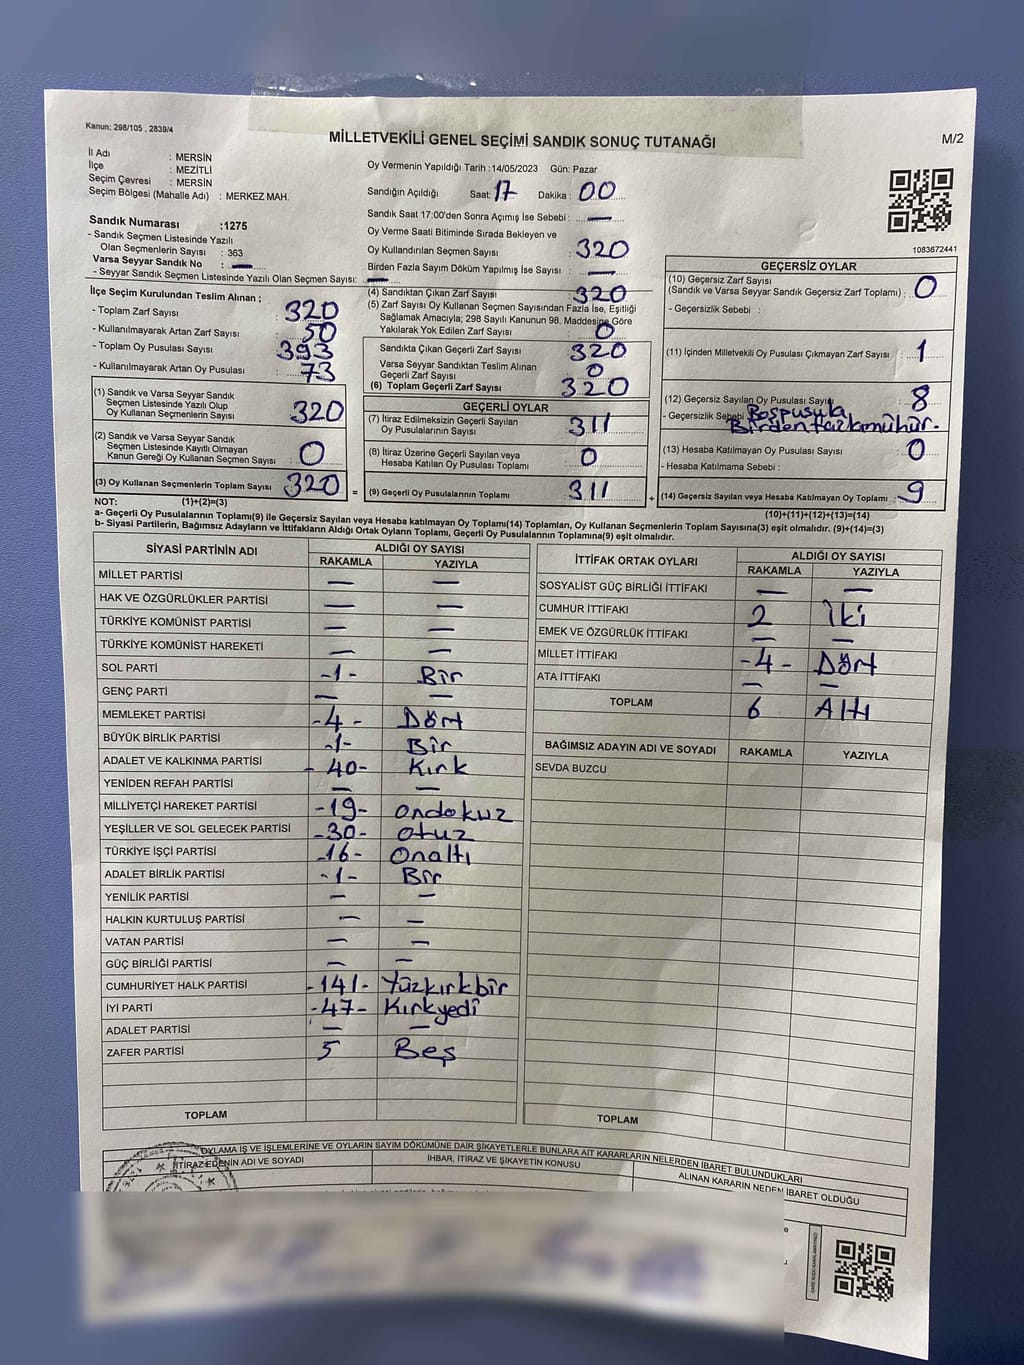 Kanun: 298/105 , 2839/4
MİLLETVEKİLİ GENEL SEÇİMİ SANDIK SONUÇ TUTANAĞI
M/2
İl Adı : MERSİN
İlçe : MEZİTLİ
Seçim Çevresi : MERSİN
Seçim Bölgesi (Mahalle Adı) : MERKEZ MAH.
Sandık Numarası :1275
- Sandık Seçmen Listesinde Yazılı
Olan Seçmenlerin Sayısı : 363
Varsa Seyyar Sandık No : —
- Seyyar Sandık Seçmen Listesinde Yazılı Olan Seçmen Sayısı: —
Oy Vermenin Yapıldığı Tarih :14/05/2023 Gün: Pazar
Sandığın Açıldığı Saat: 17 Dakika : 00
Sandık Saat 17:00'den Sonra Açımış İse Sebebi : —
Oy Verme Saati Bitiminde Sırada Bekleyen ve
Oy Kullandırılan Seçmen Sayısı : 320
Birden Fazla Sayım Döküm Yapılmış İse Sayısı : —
1083672441
İlçe Seçim Kurulundan Teslim Alınan ;
- Toplam Zarf Sayısı : 320
- Kullanılmayarak Artan Zarf Sayısı : 50
- Toplam Oy Pusulası Sayısı : 393
- Kullanılmayarak Artan Oy Pusulası : 73
(1) Sandık ve Varsa Seyyar Sandık
Seçmen Listesinde Yazılı Olup
Oy Kullanan Seçmenlerin Sayısı : 320
(2) Sandık ve Varsa Seyyar Sandık
Seçmen Listesinde Kayıtlı Olmayan
Kanun Gereği Oy Kullanan Seçmen Sayısı : 0
(3) Oy Kullanan Seçmenlerin Toplam Sayısı : 320
(4) Sandıktan Çıkan Zarf Sayısı : 320
(5) Zarf Sayısı Oy Kullanan Seçmen Sayısından Fazla İse, Eşitliği
Sağlamak Amacıyla; 298 Sayılı Kanunun 98. Maddesine Göre
Yakılarak Yok Edilen Zarf Sayısı : 0
Sandıkta Çıkan Geçerli Zarf Sayısı : 320
Varsa Seyyar Sandıktan Teslim Alınan
Geçerli Zarf Sayısı : 0
(6) Toplam Geçerli Zarf Sayısı : 320
GEÇERLİ OYLAR
(7) İtiraz Edilmeksizin Geçerli Sayılan
Oy Pusulalarının Sayısı : 311
(8) İtiraz Üzerine Geçerli Sayılan veya
Hesaba Katılan Oy Pusulası Toplamı : 0
= (9) Geçerli Oy Pusulalarının Toplamı : 311 +
GEÇERSİZ OYLAR
(10) Geçersiz Zarf Sayısı
(Sandık ve Varsa Seyyar Sandık Geçersiz Zarf Toplamı) : 0
- Geçersizlik Sebebi :
(11) İçinden Milletvekili Oy Pusulası Çıkmayan Zarf Sayısı : 1
(12) Geçersiz Sayılan Oy Pusulası Sayısı : 8
- Geçersizlik Sebebi : Boşpusula
Birden fazla mühür.
(13) Hesaba Katılmayan Oy Pusulası Sayısı : 0
- Hesaba Katılmama Sebebi :
(14) Geçersiz Sayılan veya Hesaba Katılmayan Oy Toplamı : 9
NOT: (1)+(2)=(3) (10)+(11)+(12)+(13)=(14)
a- Geçerli Oy Pusulalarının Toplamı(9) ile Geçersiz Sayılan veya Hesaba katılmayan Oy Toplamı(14) Toplamları, Oy Kullanan Seçmenlerin Toplam Sayısına(3) eşit olmalıdır. (9)+(14)=(3)
b- Siyasi Partilerin, Bağımsız Adayların ve İttifakların Aldığı Ortak Oyların Toplamı, Geçerli Oy Pusulalarının Toplamına(9) eşit olmalıdır.
SİYASİ PARTİNİN ADI ALDIĞI OY SAYISI
RAKAMLA YAZIYLA
MİLLET PARTİSİ — —
HAK VE ÖZGÜRLÜKLER PARTİSİ — —
TÜRKİYE KOMÜNİST PARTİSİ — —
TÜRKİYE KOMÜNİST HAREKETİ — —
SOL PARTİ -1- Bir
GENÇ PARTİ — —
MEMLEKET PARTİSİ -4- Dört
BÜYÜK BİRLİK PARTİSİ -1- Bir
ADALET VE KALKINMA PARTİSİ -40- Kırk
YENİDEN REFAH PARTİSİ — —
MİLLİYETÇİ HAREKET PARTİSİ -19- ondokuz
YEŞİLLER VE SOL GELECEK PARTİSİ -30- otuz
TÜRKİYE İŞÇİ PARTİSİ -16- Onaltı
ADALET BİRLİK PARTİSİ -1- Bir
YENİLİK PARTİSİ — —
HALKIN KURTULUŞ PARTİSİ — —
VATAN PARTİSİ — —
GÜÇ BİRLİĞİ PARTİSİ — —
CUMHURİYET HALK PARTİSİ -141- Yüzkırkbir
İYİ PARTİ -47- Kırkyedi
ADALET PARTİSİ — —
ZAFER PARTİSİ 5 Beş
TOPLAM
İTTİFAK ORTAK OYLARI ALDIĞI OY SAYISI
RAKAMLA YAZIYLA
SOSYALİST GÜÇ BİRLİĞİ İTTİFAKI — —
CUMHUR İTTİFAKI 2 İki
EMEK VE ÖZGÜRLÜK İTTİFAKI — —
MİLLET İTTİFAKI -4- Dört
ATA İTTİFAKI — —
TOPLAM 6 Altı
BAĞIMSIZ ADAYIN ADI VE SOYADI RAKAMLA YAZIYLA
SEVDA BUZCU
TOPLAM
OYLAMA İŞ VE İŞLEMLERİNE VE OYLARIN SAYIM DÖKÜMÜNE DAİR ŞİKAYETLERLE BUNLARA AİT KARARLARIN NELERDEN İBARET BULUNDUKLARI
İTİRAZ EDENİN ADI VE SOYADI İHBAR, İTİRAZ VE ŞİKAYETİN KONUSU ALINAN KARARIN NEDEN İBARET OLDUĞU